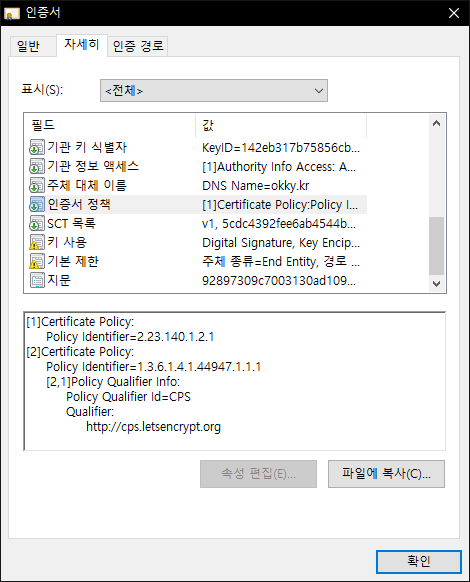 인증서
일반 자세히 인증 경로
표시(S): <전체>
필드 값
기관 키 식별자 KeyID=142eb317b75856cb...
기관 정보 액세스 [1]Authority Info Access: A...
주체 대체 이름 DNS Name=okky.kr
인증서 정책 [1]Certificate Policy:Policy I...
SCT 목록 v1, 5cdc4392fee6ab4544b...
키 사용 Digital Signature, Key Encip...
기본 제한 주체 종류=End Entity, 경로 ...
지문 92897309c7003130ad109...
[1]Certificate Policy:
Policy Identifier=2.23.140.1.2.1
[2]Certificate Policy:
Policy Identifier=1.3.6.1.4.1.44947.1.1.1
[2,1]Policy Qualifier Info:
Policy Qualifier Id=CPS
Qualifier:
http://cps.letsencrypt.org
속성 편집(E)... 파일에 복사(C)...
확인